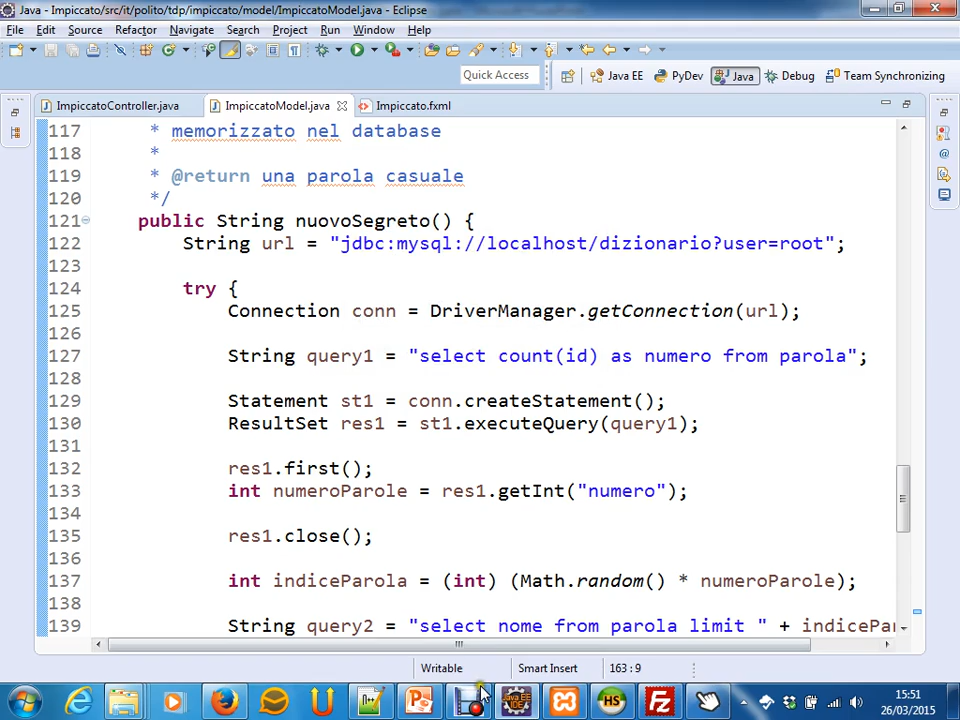 Java - Impiccato/src/it/polito/tdp/impiccato/model/ImpiccatoModel.java - Eclipse
File Edit Source Refactor Navigate Search Project Run Window Help
Quick Access Java EE PyDev Java Debug Team Synchronizing
ImpiccatoController.java ImpiccatoModel.java Impiccato.fxml
117 * memorizzato nel database
118 *
119 * @return una parola casuale
120 */
121 public String nuovoSegreto() {
122 String url = "jdbc:mysql://localhost/dizionario?user=root";
123
124 try {
125 Connection conn = DriverManager.getConnection(url);
126
127 String query1 = "select count(id) as numero from parola";
128
129 Statement st1 = conn.createStatement();
130 ResultSet res1 = st1.executeQuery(query1);
131
132 res1.first();
133 int numeroParole = res1.getInt("numero");
134
135 res1.close();
136
137 int indiceParola = (int) (Math.random() * numeroParole);
138
139 String query2 = "select nome from parola limit " + indicePar
Writable Smart Insert 163 : 9
15:51
26/03/2015